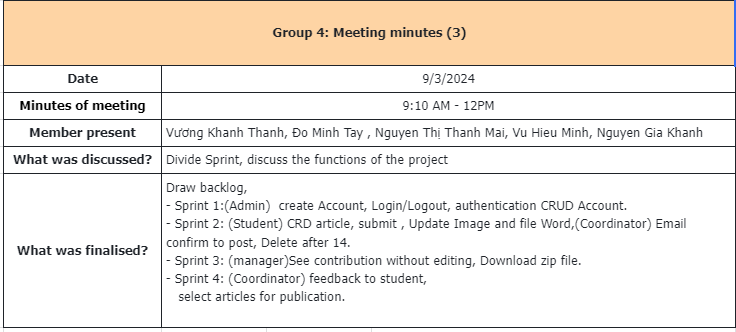 Group 4: Meeting minutes (3)
Date
9/3/2024
Minutes of meeting
9:10 AM - 12PM
Member present
Vương Khanh Thanh, Đo Minh Tay , Nguyen Thị Thanh Mai, Vu Hieu Minh, Nguyen Gia Khanh
What was discussed?
Divide Sprint, discuss the functions of the project
What was finalised?
Draw backlog,
- Sprint 1:(Admin)  create Account, Login/Logout, authentication CRUD Account.
- Sprint 2: (Student) CRD article, submit , Update Image and file Word,(Coordinator) Email
confirm to post, Delete after 14.
- Sprint 3: (manager)See contribution without editing, Download zip file.
- Sprint 4: (Coordinator) feedback to student,
select articles for publication.